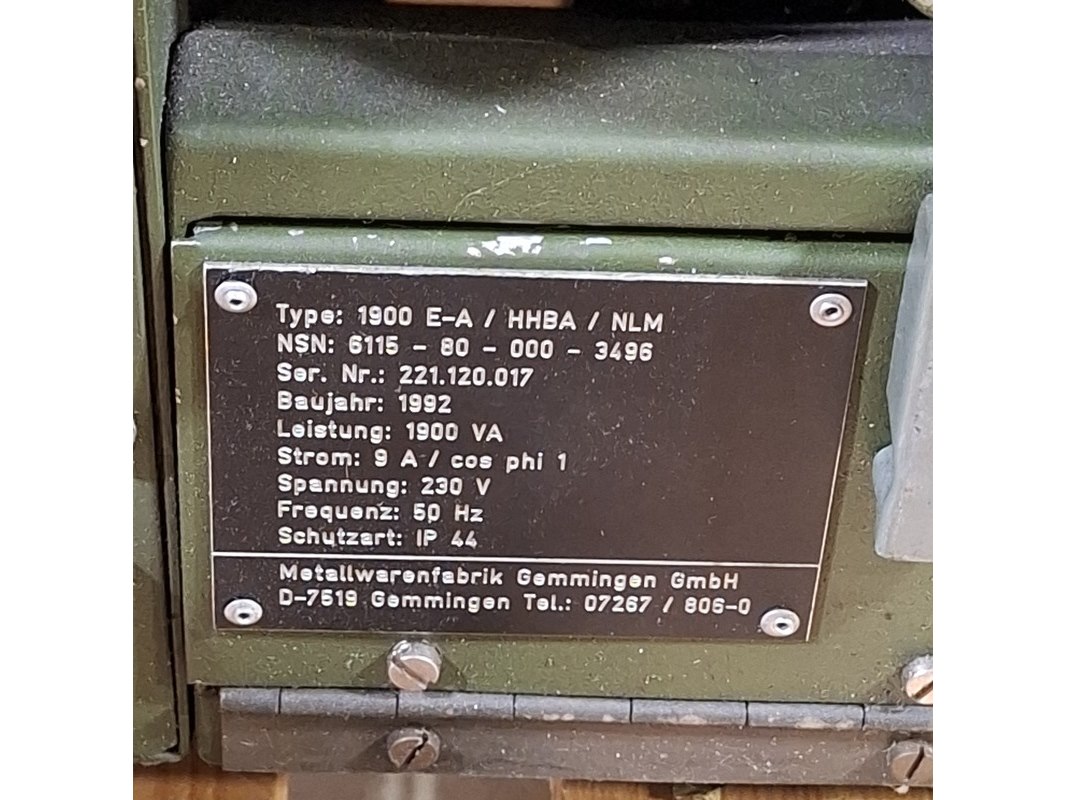 Type: 1900 E-A / HHBA / NLM
NSN: 6115 - 80 - 000 - 3496
Ser. Nr.: 221.120.017
Baujahr: 1992
Leistung: 1900 VA
Strom: 9 A / cos phi 1
Spannung: 230 V
Frequenz: 50 Hz
Schutzart: IP 44
Metallwarenfabrik Gemmingen GmbH
D-7519 Gemmingen Tel.: 07267 / 806-0